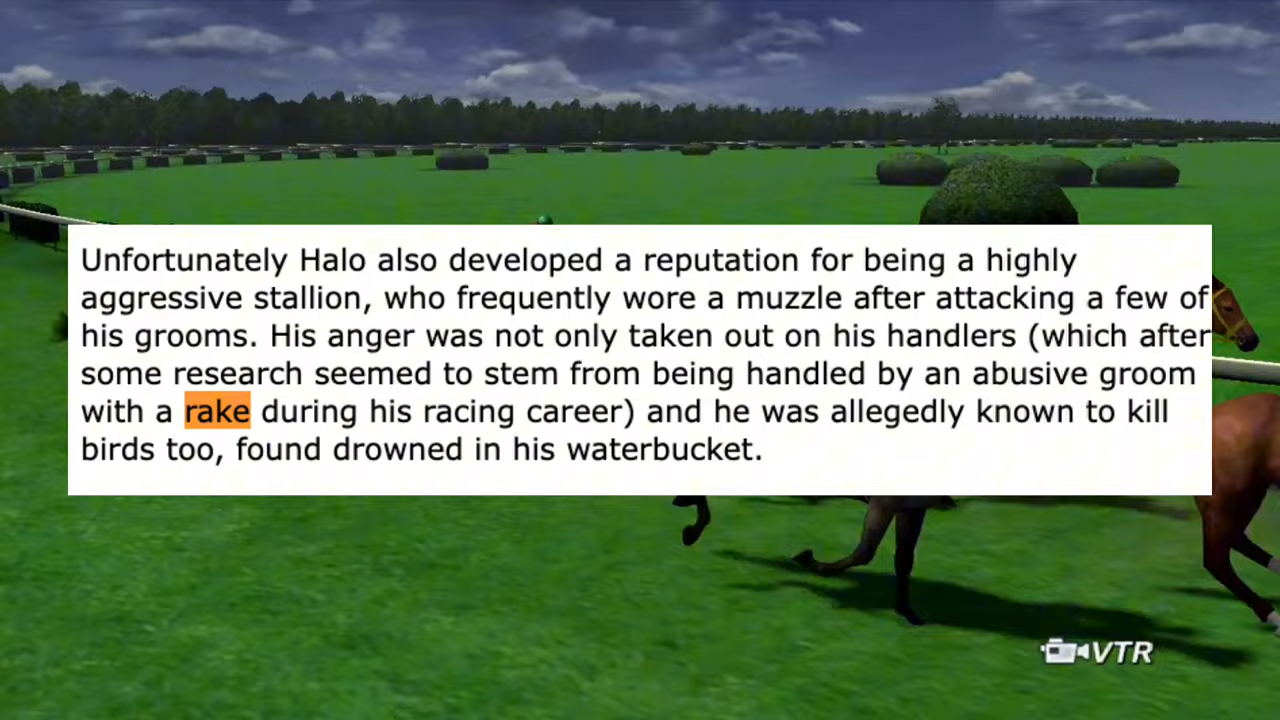 Unfortunately Halo also developed a reputation for being a highly
aggressive stallion, who frequently wore a muzzle after attacking a few of
his grooms. His anger was not only taken out on his handlers (which after
some research seemed to stem from being handled by an abusive groom
with a rake during his racing career) and he was allegedly known to kill
birds too, found drowned in his waterbucket.
VTR